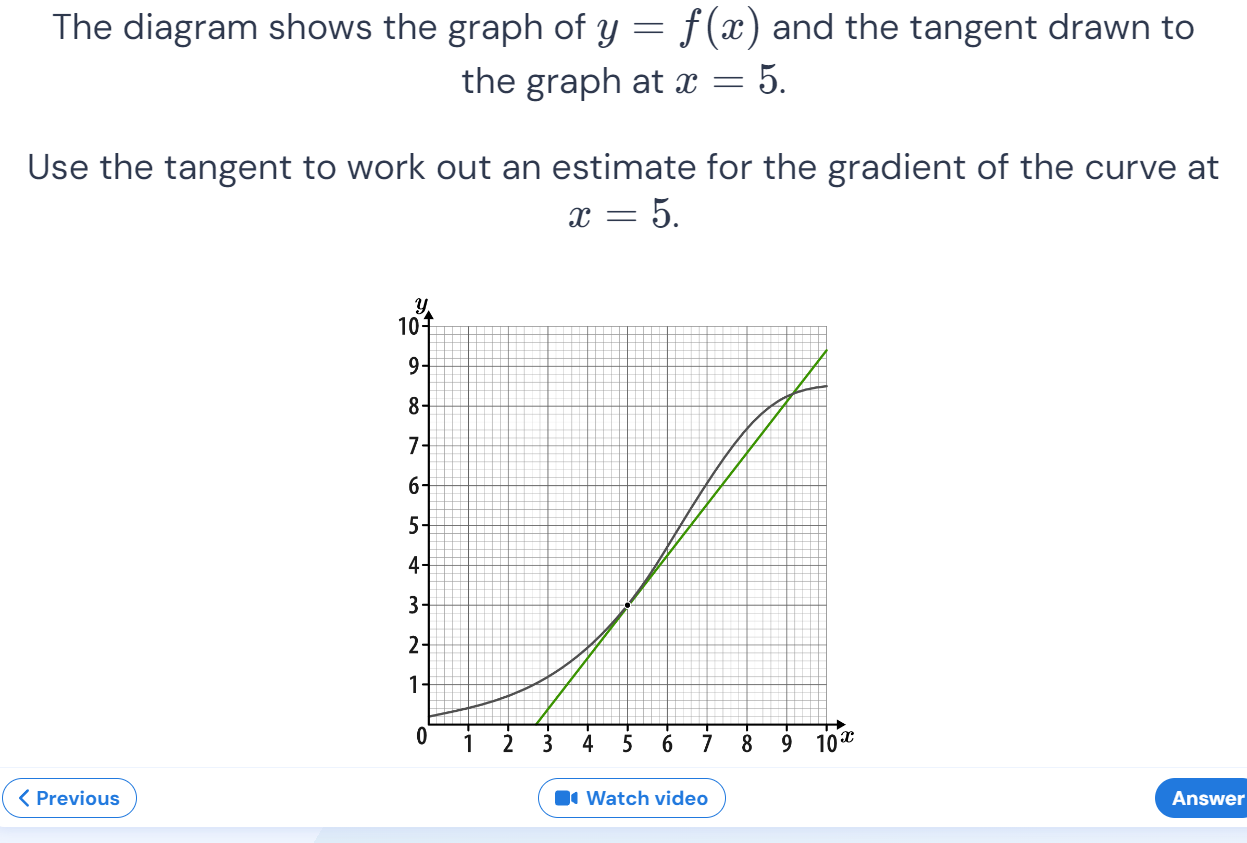 The diagram shows the graph of y = f(x) and the tangent drawn to
the graph at x = 5.
Use the tangent to work out an estimate for the gradient of the curve at
x = 5.
y
10
9
8
7
6
5
4
3
2
1
0 1 2 3 4 5 6 7 8 9 10 x
Previous Watch video Answer